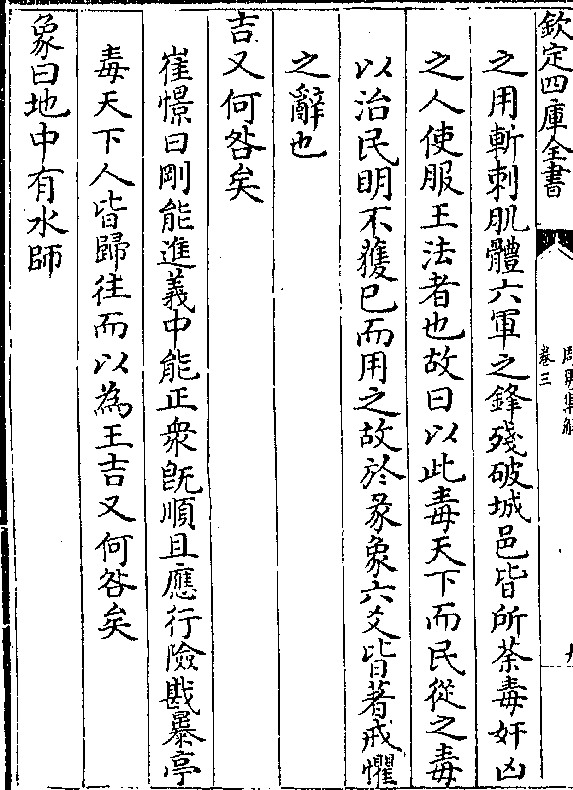 欽定四庫全書
周易集解
卷三
之用斬刺肌體六軍之鋒殘破城邑皆所荼毒奸凶
之人使服王法者也故曰以此毒天下而民從之毒
以治民明不獲已而用之故於彖象六爻皆著戒懼
之辭也
吉又何咎矣
崔憬曰剛能進義中能正衆既順且應行險戡暴亭
毒天下人皆歸往而以為王吉又何咎矣
象曰地中有水師